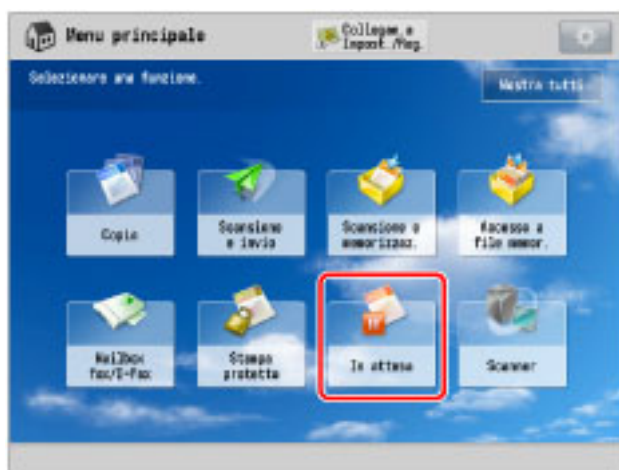 Menu principale
Collegam. a
Impost./Reg.
Selezionare una funzione.
Mostra tutti
Copia
Scansione
e invio
Scansione e
memorizzaz.
Accesso a
file memor.
Mailbox
fax/I-Fax
Stampa
protetta
In attesa
Scanner